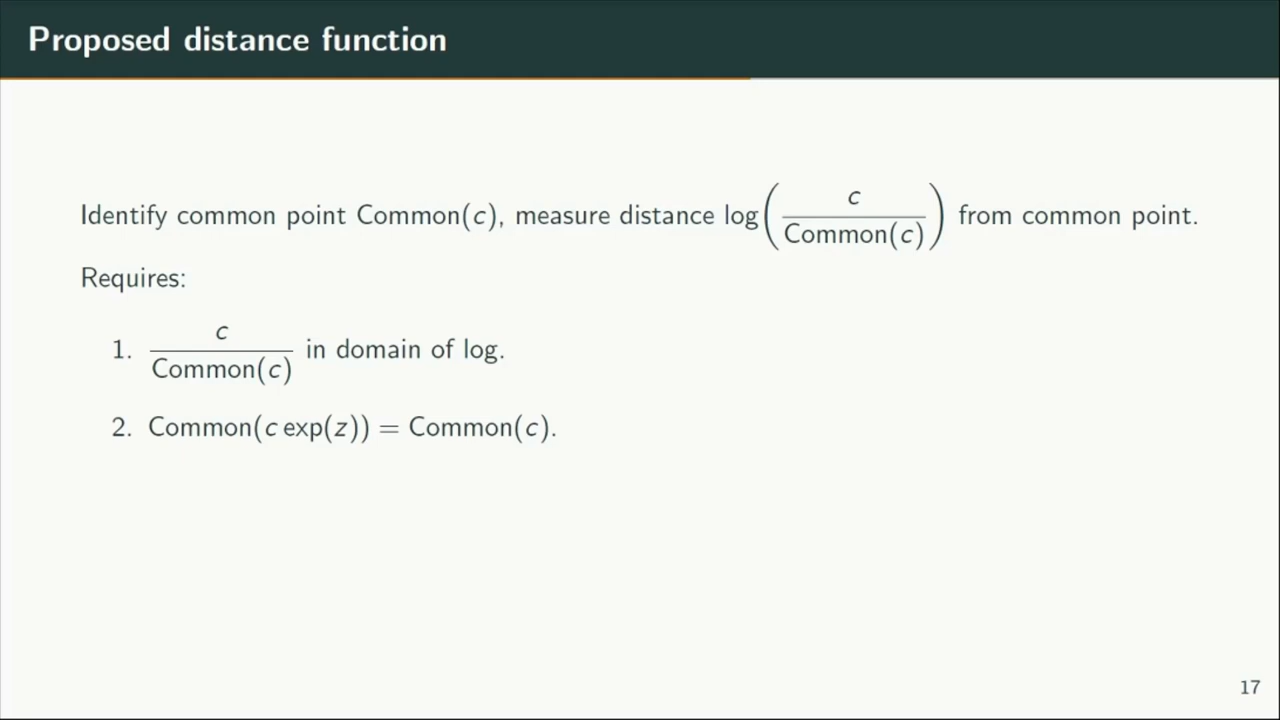 Proposed distance function
Identify common point Common(c), measure distance log(c / Common(c)) from common point.
Requires:
1. c / Common(c) in domain of log.
2. Common(c exp(z)) = Common(c).
17